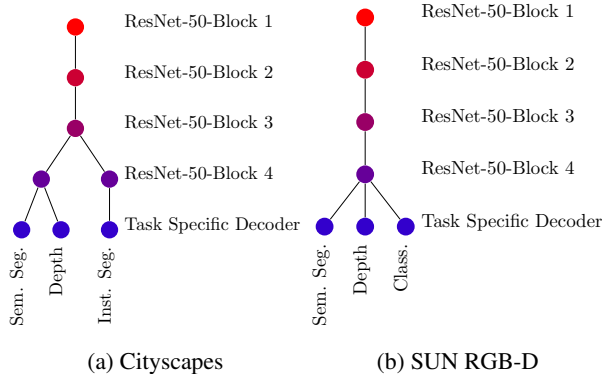 ResNet-50-Block 1
ResNet-50-Block 2
ResNet-50-Block 3
ResNet-50-Block 4
Task Specific Decoder
Sem. Seg.
Depth
Inst. Seg.
(a) Cityscapes
ResNet-50-Block 1
ResNet-50-Block 2
ResNet-50-Block 3
ResNet-50-Block 4
Task Specific Decoder
Sem. Seg.
Depth
Class.
(b) SUN RGB-D